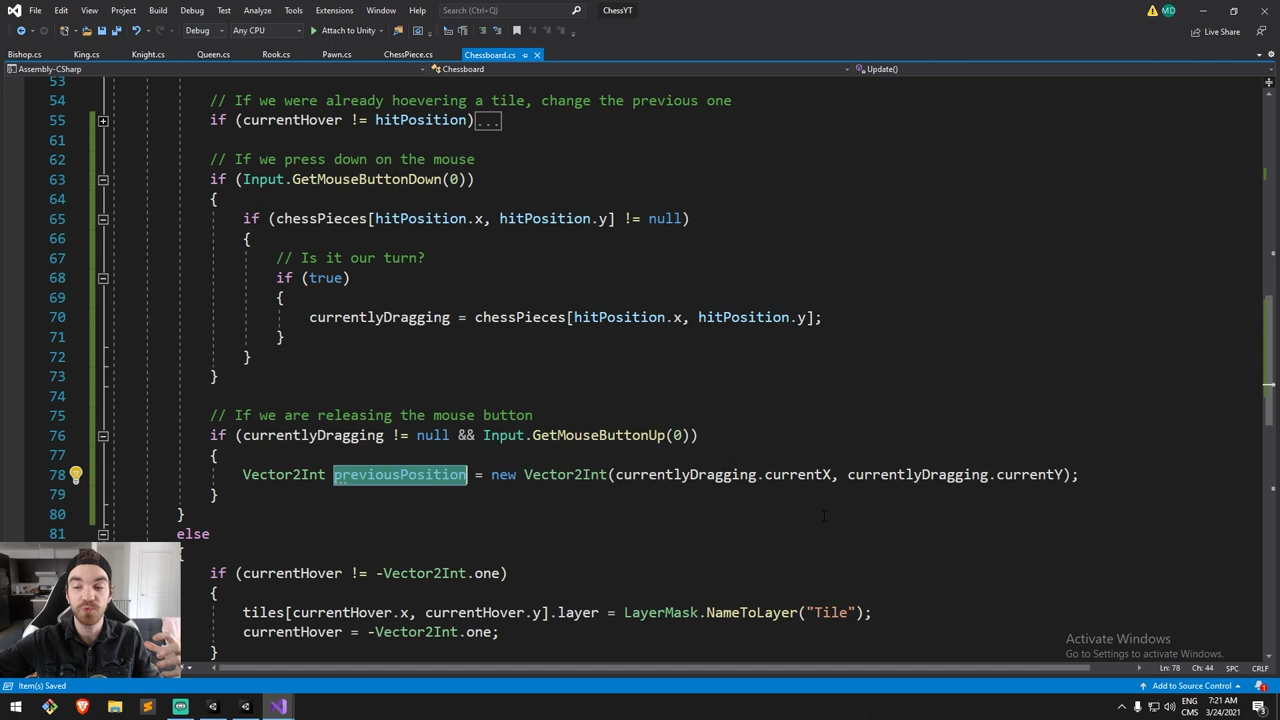 File Edit View Project Build Debug Test Analyze Tools Extensions Window Help Search (Ctrl+Q) ChessYT MD
Debug Any CPU Attach to Unity Live Share
Bishop.cs King.cs Knight.cs Queen.cs Rook.cs Pawn.cs ChessPiece.cs Chessboard.cs
Assembly-CSharp Chessboard Update()
53
54 // If we were already hoevering a tile, change the previous one
55 if (currentHover != hitPosition)...
61
62 // If we press down on the mouse
63 if (Input.GetMouseButtonDown(0))
64 {
65 if (chessPieces[hitPosition.x, hitPosition.y] != null)
66 {
67 // Is it our turn?
68 if (true)
69 {
70 currentlyDragging = chessPieces[hitPosition.x, hitPosition.y];
71 }
72 }
73 }
74
75 // If we are releasing the mouse button
76 if (currentlyDragging != null && Input.GetMouseButtonUp(0))
77 {
78 Vector2Int previousPosition = new Vector2Int(currentlyDragging.currentX, currentlyDragging.currentY);
79 }
80 }
81 else
{
if (currentHover != -Vector2Int.one)
{
tiles[currentHover.x, currentHover.y].layer = LayerMask.NameToLayer("Tile");
currentHover = -Vector2Int.one;
}
Activate Windows
Go to Settings to activate Windows.
Ln: 78 Ch: 44 SPC CRLF
Item(s) Saved Add to Source Control 1
ENG
CMS
7:21 AM
3/24/2021
3